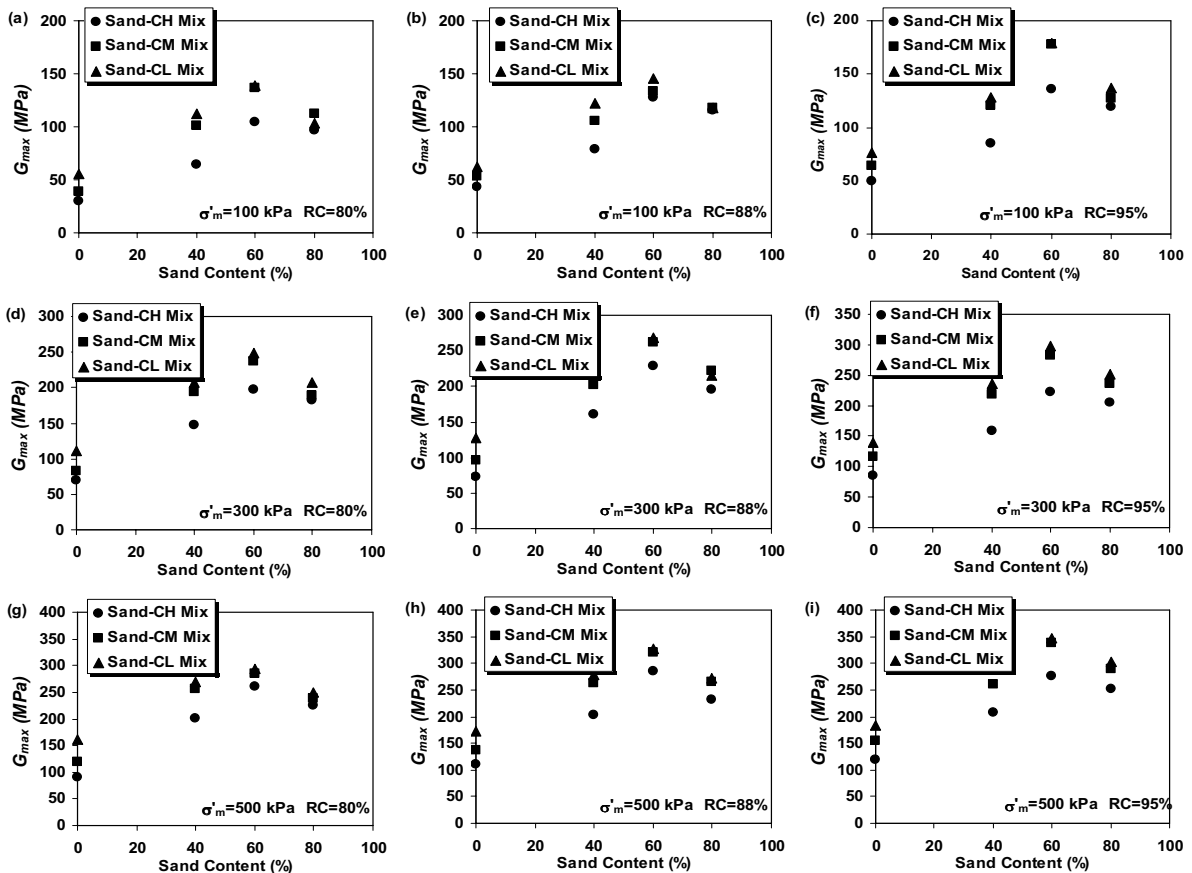 (a)
Sand-CH Mix
Sand-CM Mix
Sand-CL Mix
200
150
100
50
0
G_max (MPa)
σ'm=100 kPa RC=80%
0 20 40 60 80 100
Sand Content (%)
(b)
Sand-CH Mix
Sand-CM Mix
Sand-CL Mix
200
150
100
50
0
G_max (MPa)
σ'm=100 kPa RC=88%
0 20 40 60 80 100
Sand Content (%)
(c)
Sand-CH Mix
Sand-CM Mix
Sand-CL Mix
200
150
100
50
0
G_max (MPa)
σ'm=100 kPa RC=95%
0 20 40 60 80 100
Sand Content (%)
(d)
Sand-CH Mix
Sand-CM Mix
Sand-CL Mix
300
250
200
150
100
50
0
G_max (MPa)
σ'm=300 kPa RC=80%
0 20 40 60 80 100
Sand Content (%)
(e)
Sand-CH Mix
Sand-CM Mix
Sand-CL Mix
300
250
200
150
100
50
0
G_max (MPa)
σ'm=300 kPa RC=88%
0 20 40 60 80 100
Sand Content (%)
(f)
Sand-CH Mix
Sand-CM Mix
Sand-CL Mix
350
300
250
200
150
100
50
0
G_max (MPa)
σ'm=300 kPa RC=95%
0 20 40 60 80 100
Sand Content (%)
(g)
Sand-CH Mix
Sand-CM Mix
Sand-CL Mix
400
350
300
250
200
150
100
50
0
G_max (MPa)
σ'm=500 kPa RC=80%
0 20 40 60 80 100
Sand Content (%)
(h)
Sand-CH Mix
Sand-CM Mix
Sand-CL Mix
400
350
300
250
200
150
100
50
0
G_max (MPa)
σ'm=500 kPa RC=88%
0 20 40 60 80 100
Sand Content (%)
(i)
Sand-CH Mix
Sand-CM Mix
Sand-CL Mix
400
350
300
250
200
150
100
50
0
G_max (MPa)
σ'm=500 kPa RC=95%
0 20 40 60 80 100
Sand Content (%)